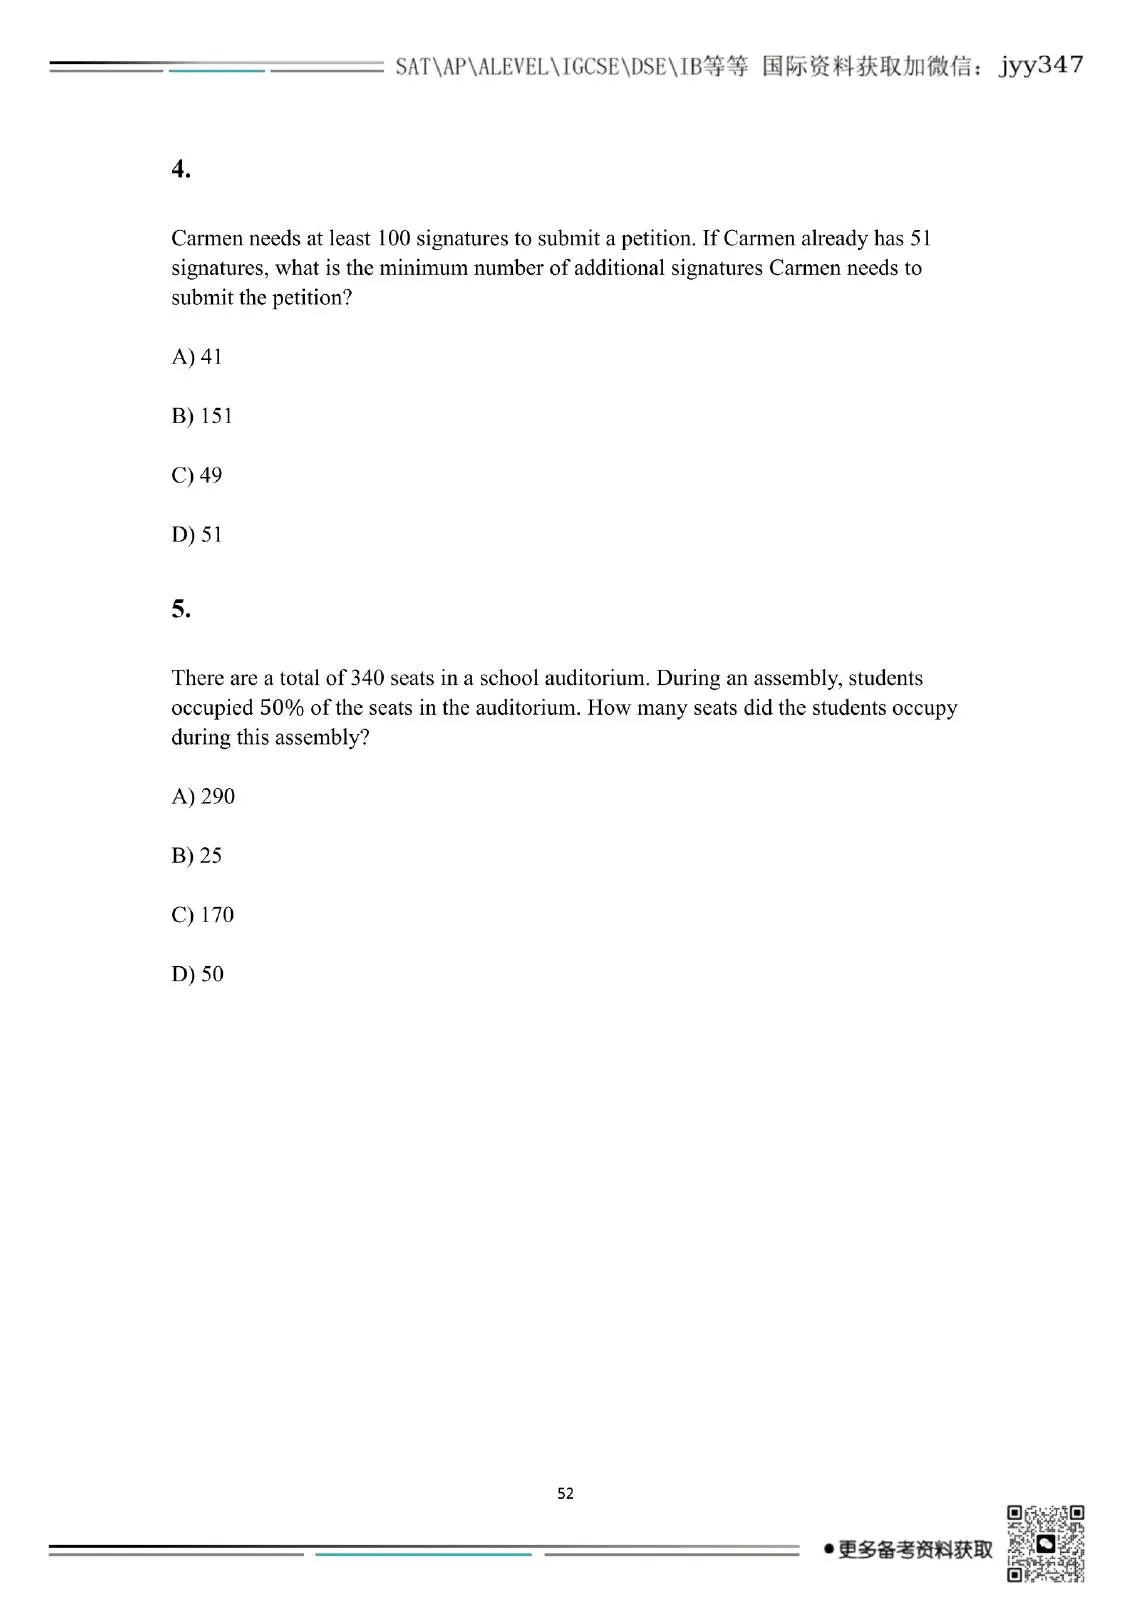 SAT\AP\ALEVEL\IGCSE\DSE\IB等等 国际资料获取加微信: jyy347
4.
Carmen needs at least 100 signatures to submit a petition. If Carmen already has 51
signatures, what is the minimum number of additional signatures Carmen needs to
submit the petition?
A) 41
B) 151
C) 49
D) 51
5.
There are a total of 340 seats in a school auditorium. During an assembly, students
occupied 50% of the seats in the auditorium. How many seats did the students occupy
during this assembly?
A) 290
B) 25
C) 170
D) 50
52
●更多备考资料获取